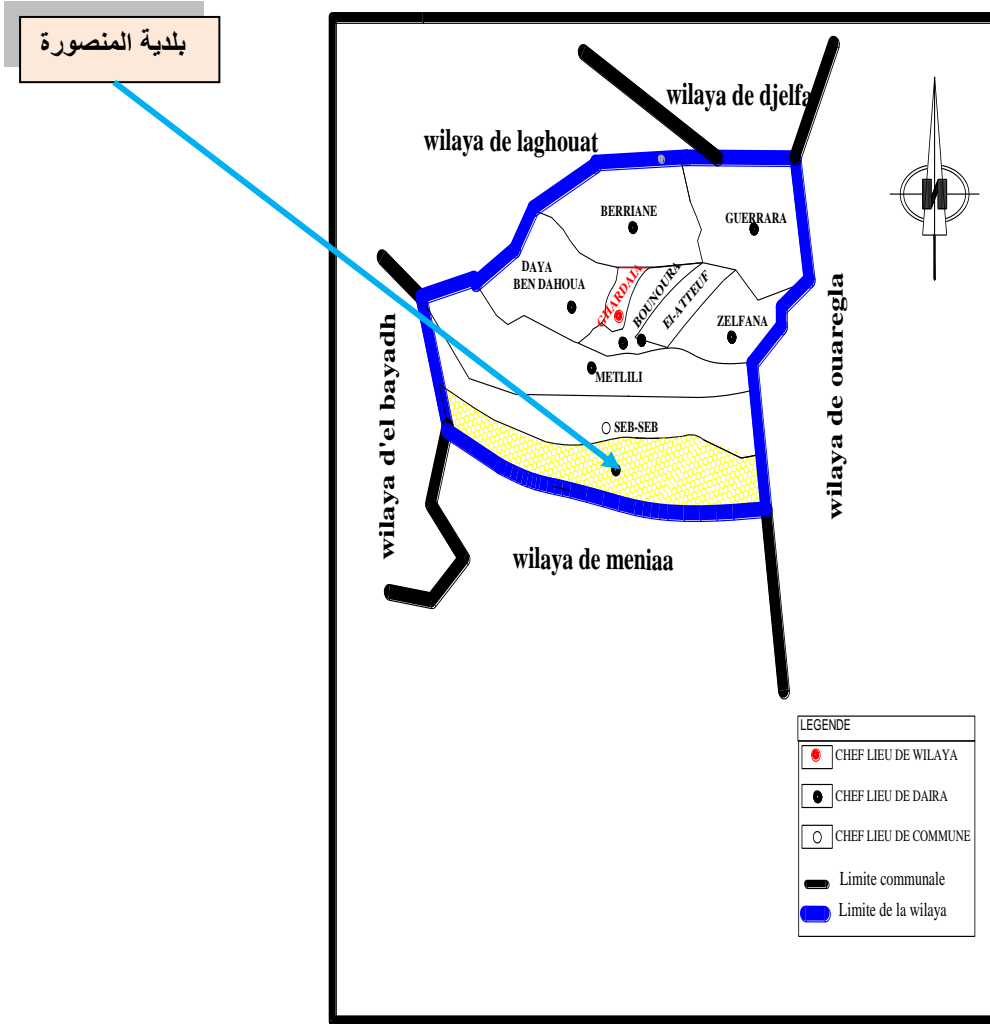 بلدية المنصورة
wilaya de djelfa
wilaya de laghouat
BERRIANE
GUERRARA
DAYA
BEN DAHOUA
GHARDAIA
BOUNOURA
El-ATTEUF
ZELFANA
METLILI
SEB-SEB
wilaya d'el bayadh
wilaya de ouaregla
wilaya de meniaa
N
LEGENDE
CHEF LIEU DE WILAYA
CHEF LIEU DE DAIRA
CHEF LIEU DE COMMUNE
Limite communale
Limite de la wilaya